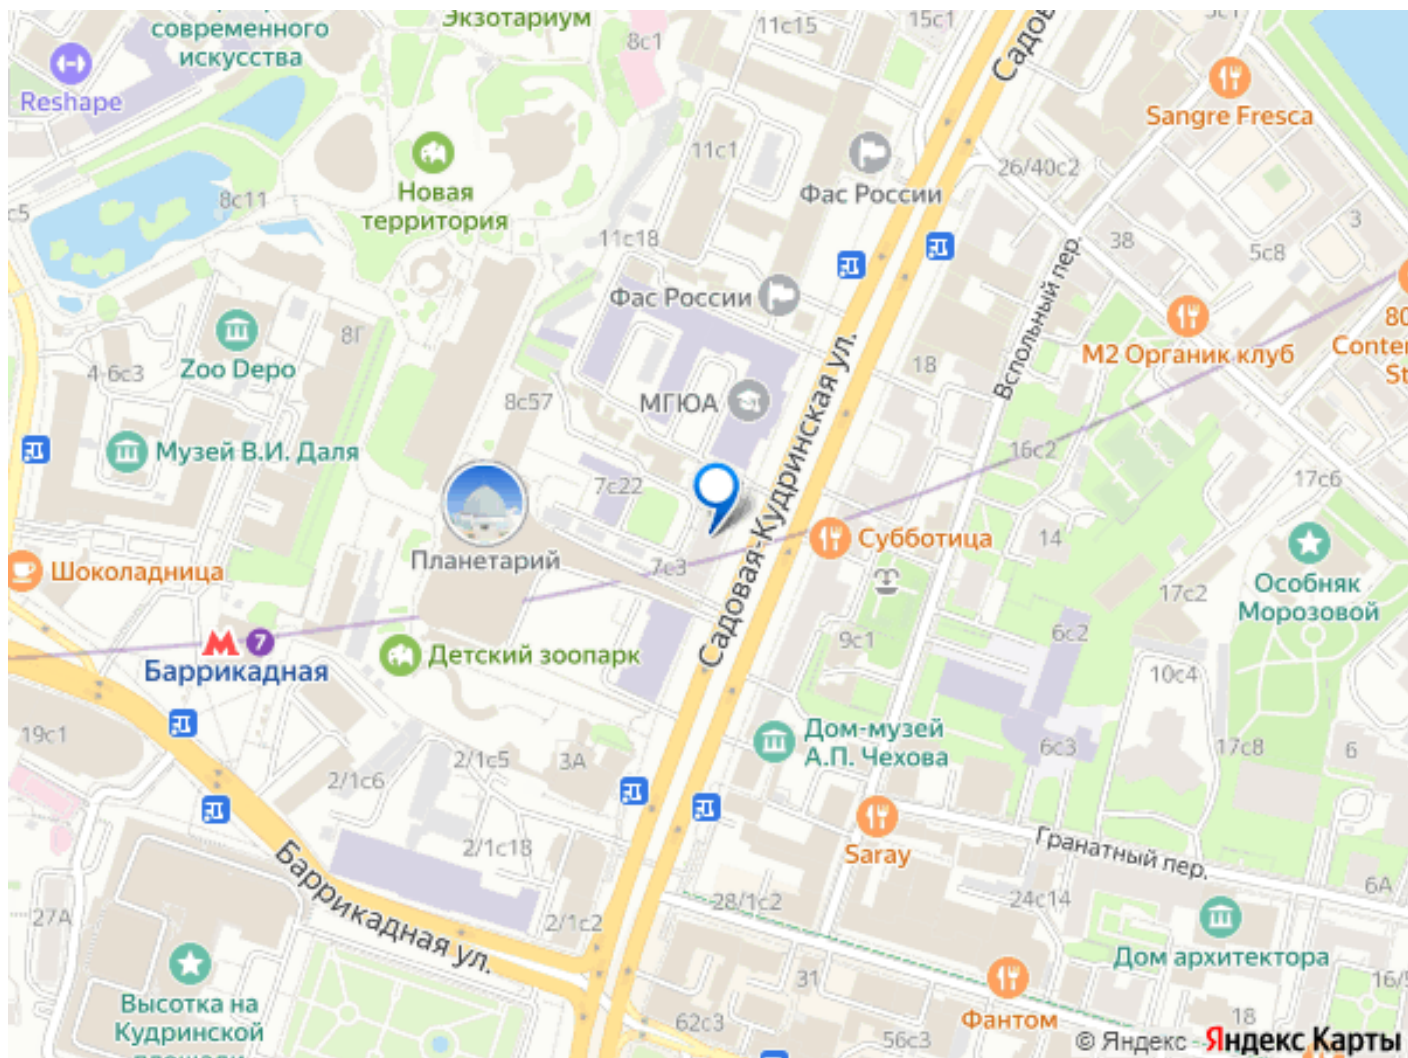 современного
искусства
Экзотариум
Reshape
8с1
11с15
15с1
Садо
Sangre Fresca
11с1
26/40с2
Фас России
Новая
территория
8с11
с5
11с18
3
38
5с8
Вспольный пер.
Фас России
8Г
Zoo Depo
4-6с3
18
М2 Органик клуб
80
Conte
St
8с57
МГЮА
Садовая-Кудринская ул.
Музей В.И. Даля
16с2
17с6
7с22
Планетарий
Субботица
14
Шоколадница
7с3
17с2
Особняк
Морозовой
Баррикадная
7
Детский зоопарк
9с1
6с2
10с4
19с1
2/1с6
2/1с5
3А
Дом-музей
А.П. Чехова
6с3
17с8
6
2/1с18
Saray
Гранатный пер.
Баррикадная ул.
27А
2/1с2
28/1с2
24с14
6А
Дом архитектора
Высотка на
Кудринской
площади
31
Фантом
16/5
62с3
56с3
18
© Яндекс - Яндекс Карты